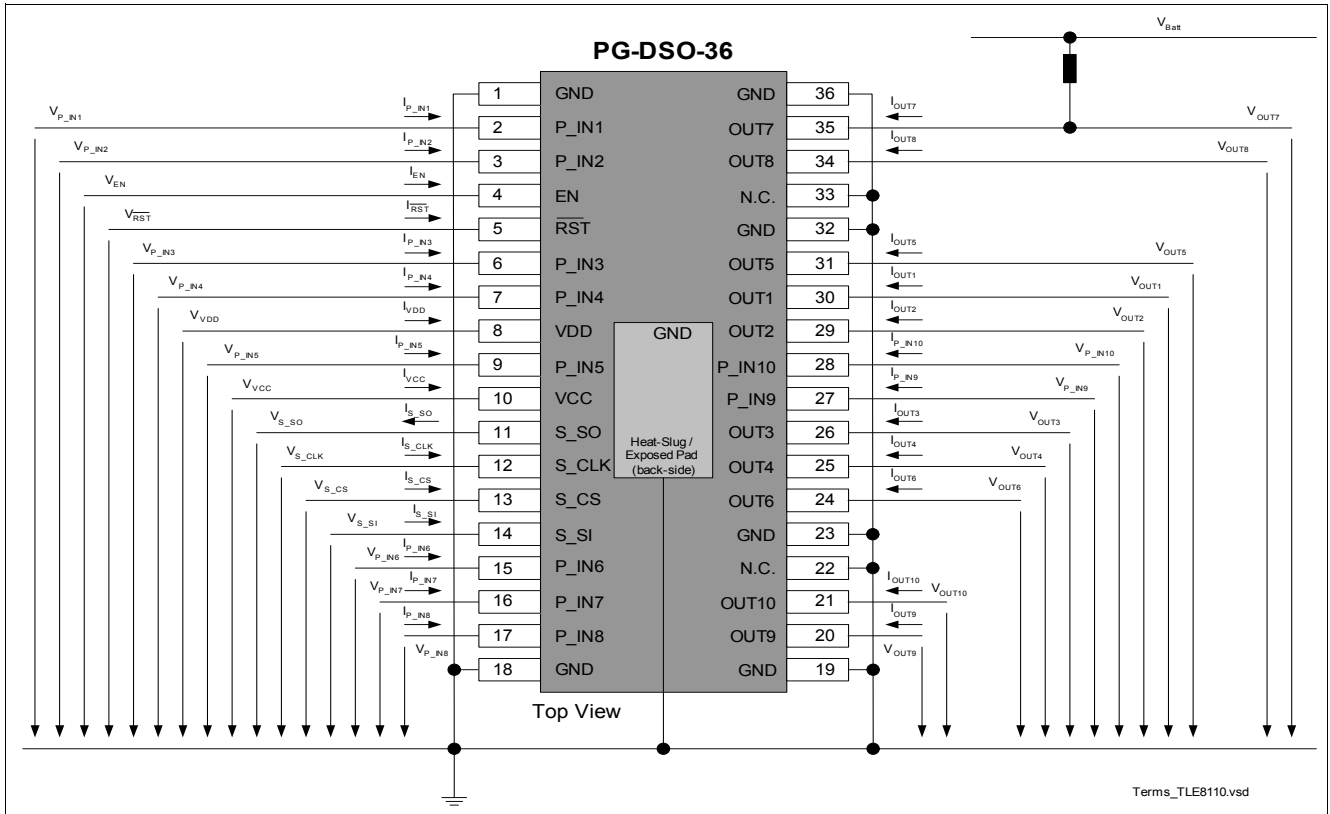 V_Batt
PG-DSO-36
1 GND GND 36
V_P_IN1 I_P_IN1 2 P_IN1 OUT7 35 I_OUT7 V_OUT7
V_P_IN2 I_P_IN2 3 P_IN2 OUT8 34 I_OUT8 V_OUT8
V_EN I_EN 4 EN N.C. 33
V_R̅S̅T̅ I_R̅S̅T̅ 5 R̅S̅T̅ GND 32
V_P_IN3 I_P_IN3 6 P_IN3 OUT5 31 I_OUT5 V_OUT5
V_P_IN4 I_P_IN4 7 P_IN4 OUT1 30 I_OUT1 V_OUT1
V_VDD I_VDD 8 VDD GND OUT2 29 I_OUT2 V_OUT2
V_P_IN5 I_P_IN5 9 P_IN5 P_IN10 28 I_P_IN10 V_P_IN10
V_VCC I_VCC 10 VCC P_IN9 27 I_P_IN9 V_P_IN9
V_S_SO I_S_SO 11 S_SO OUT3 26 I_OUT3 V_OUT3
Heat-Slug /
Exposed Pad
(back-side)
V_S_CLK I_S_CLK 12 S_CLK OUT4 25 I_OUT4 V_OUT4
V_S_CS I_S_CS 13 S_CS OUT6 24 I_OUT6 V_OUT6
V_S_SI I_S_SI 14 S_SI GND 23
V_P_IN6 I_P_IN6 15 P_IN6 N.C. 22
V_P_IN7 I_P_IN7 16 P_IN7 OUT10 21 I_OUT10 V_OUT10
V_P_IN8 I_P_IN8 17 P_IN8 OUT9 20 I_OUT9 V_OUT9
18 GND GND 19
Top View
Terms_TLE8110.vsd